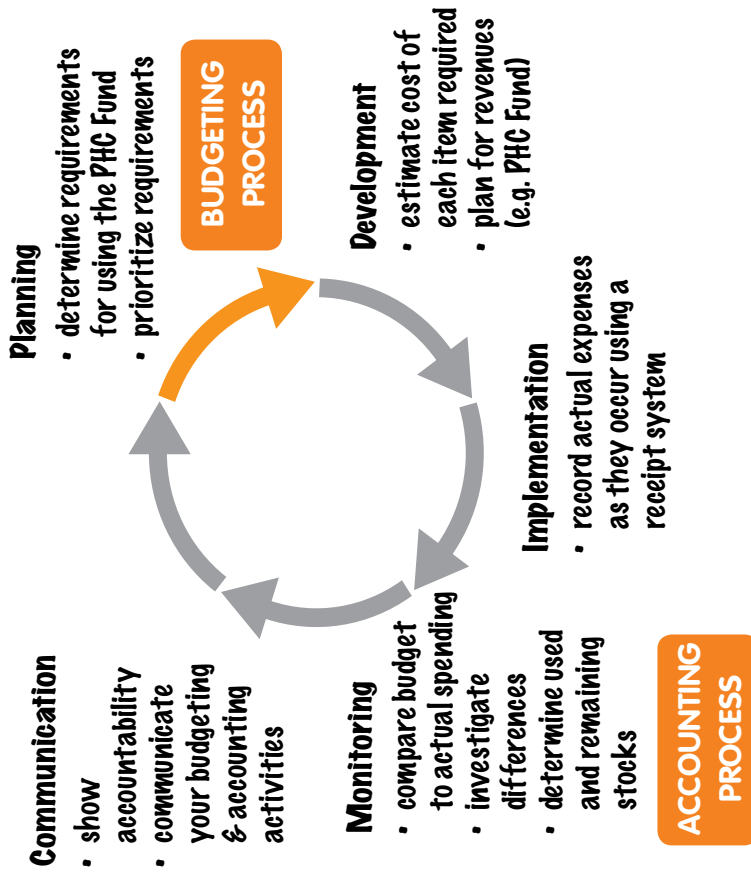 Planning
• determine requirements
for using the PHC Fund
• prioritize requirements
BUDGETING
PROCESS
Development
• estimate cost of
each item required
• plan for revenues
(e.g. PHC Fund)
Implementation
• record actual expenses
as they occur using a
receipt system
Monitoring
• compare budget
to actual spending
• investigate
differences
• determine used
and remaining
stocks
ACCOUNTING
PROCESS
Communication
• show
accountability
• communicate
your budgeting
& accounting
activities